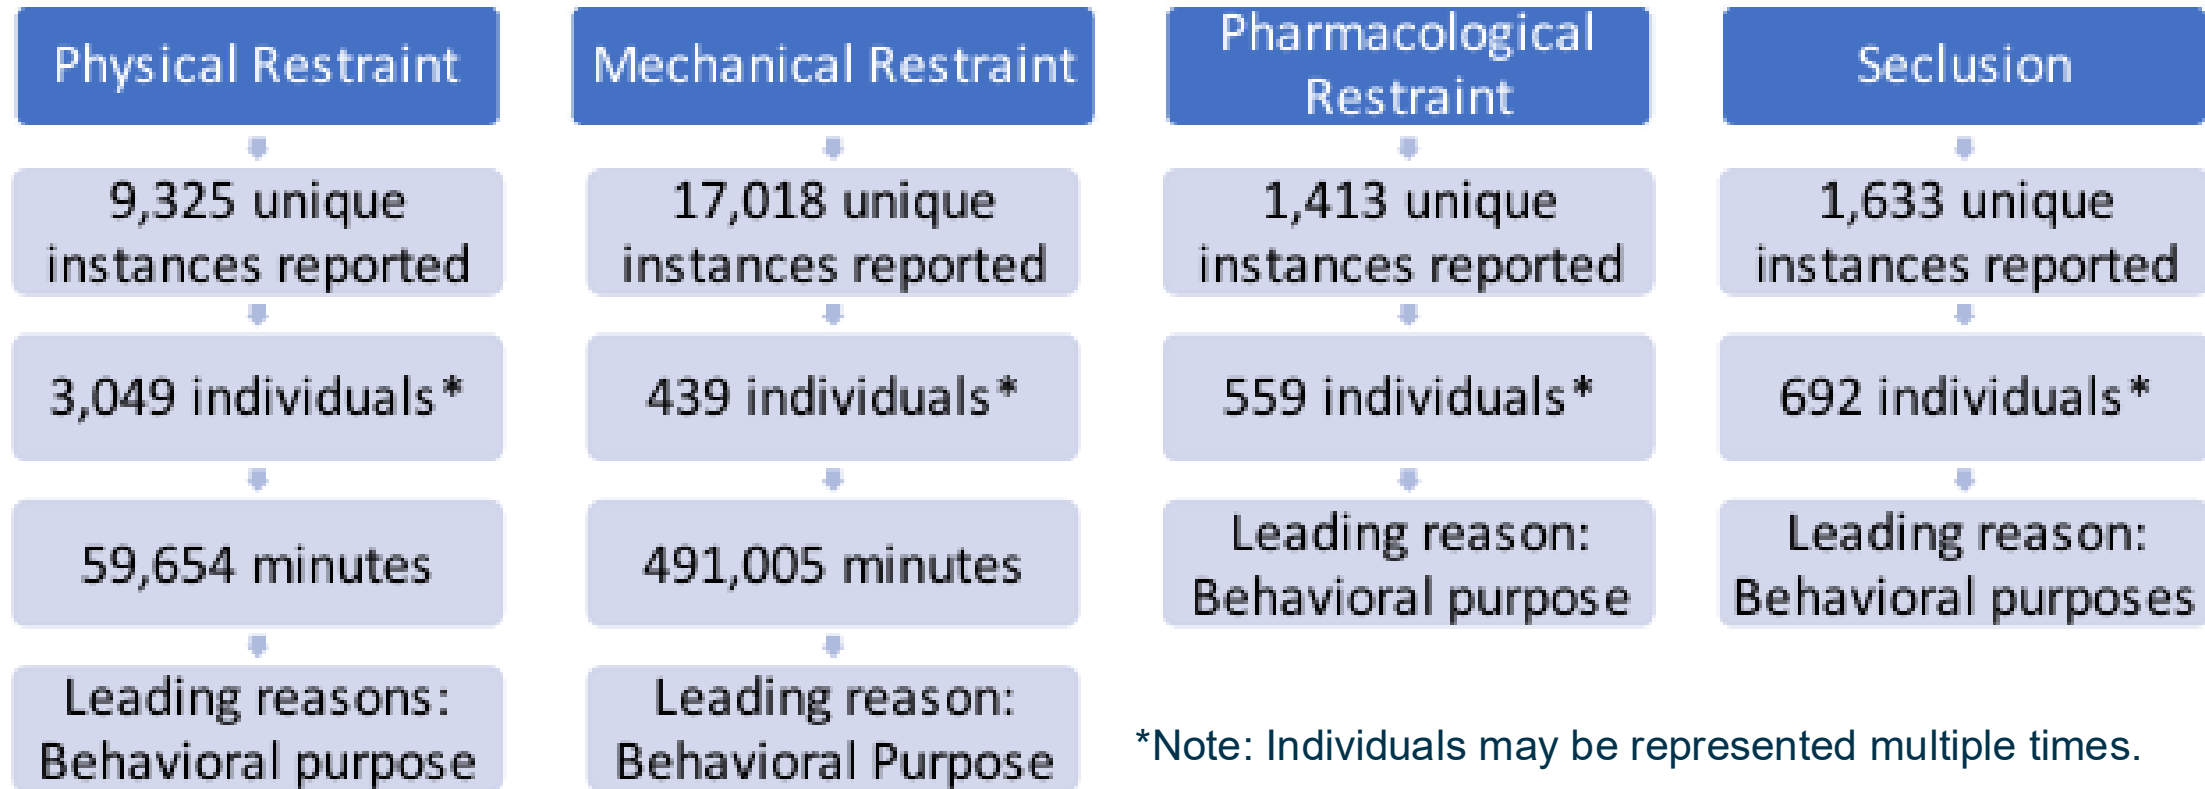 Physical Restraint
9,325 unique
instances reported
3,049 individuals*
59,654 minutes
Leading reasons:
Behavioral purpose
Mechanical Restraint
17,018 unique
instances reported
439 individuals*
491,005 minutes
Leading reason:
Behavioral Purpose
Pharmacological
Restraint
1,413 unique
instances reported
559 individuals*
Leading reason:
Behavioral purpose
Seclusion
1,633 unique
instances reported
692 individuals*
Leading reason:
Behavioral purposes
*Note: Individuals may be represented multiple times.